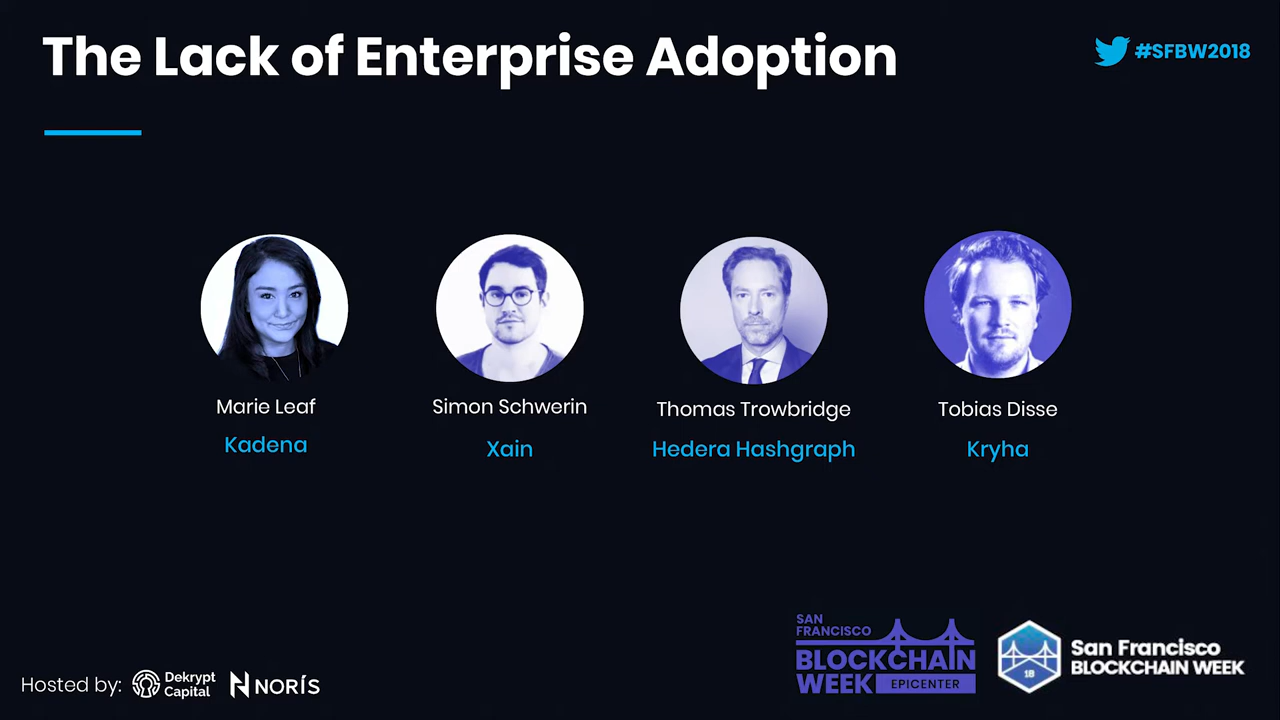 The Lack of Enterprise Adoption
#SFBW2018
Marie Leaf
Kadena
Simon Schwerin
Xain
Thomas Trowbridge
Hedera Hashgraph
Tobias Disse
Kryha
Hosted by:
Dekrypt
Capital
NORÍS
SAN
FRANCISCO
BLOCKCHAIN
WEEK EPICENTER
San Francisco
BLOCKCHAIN WEEK